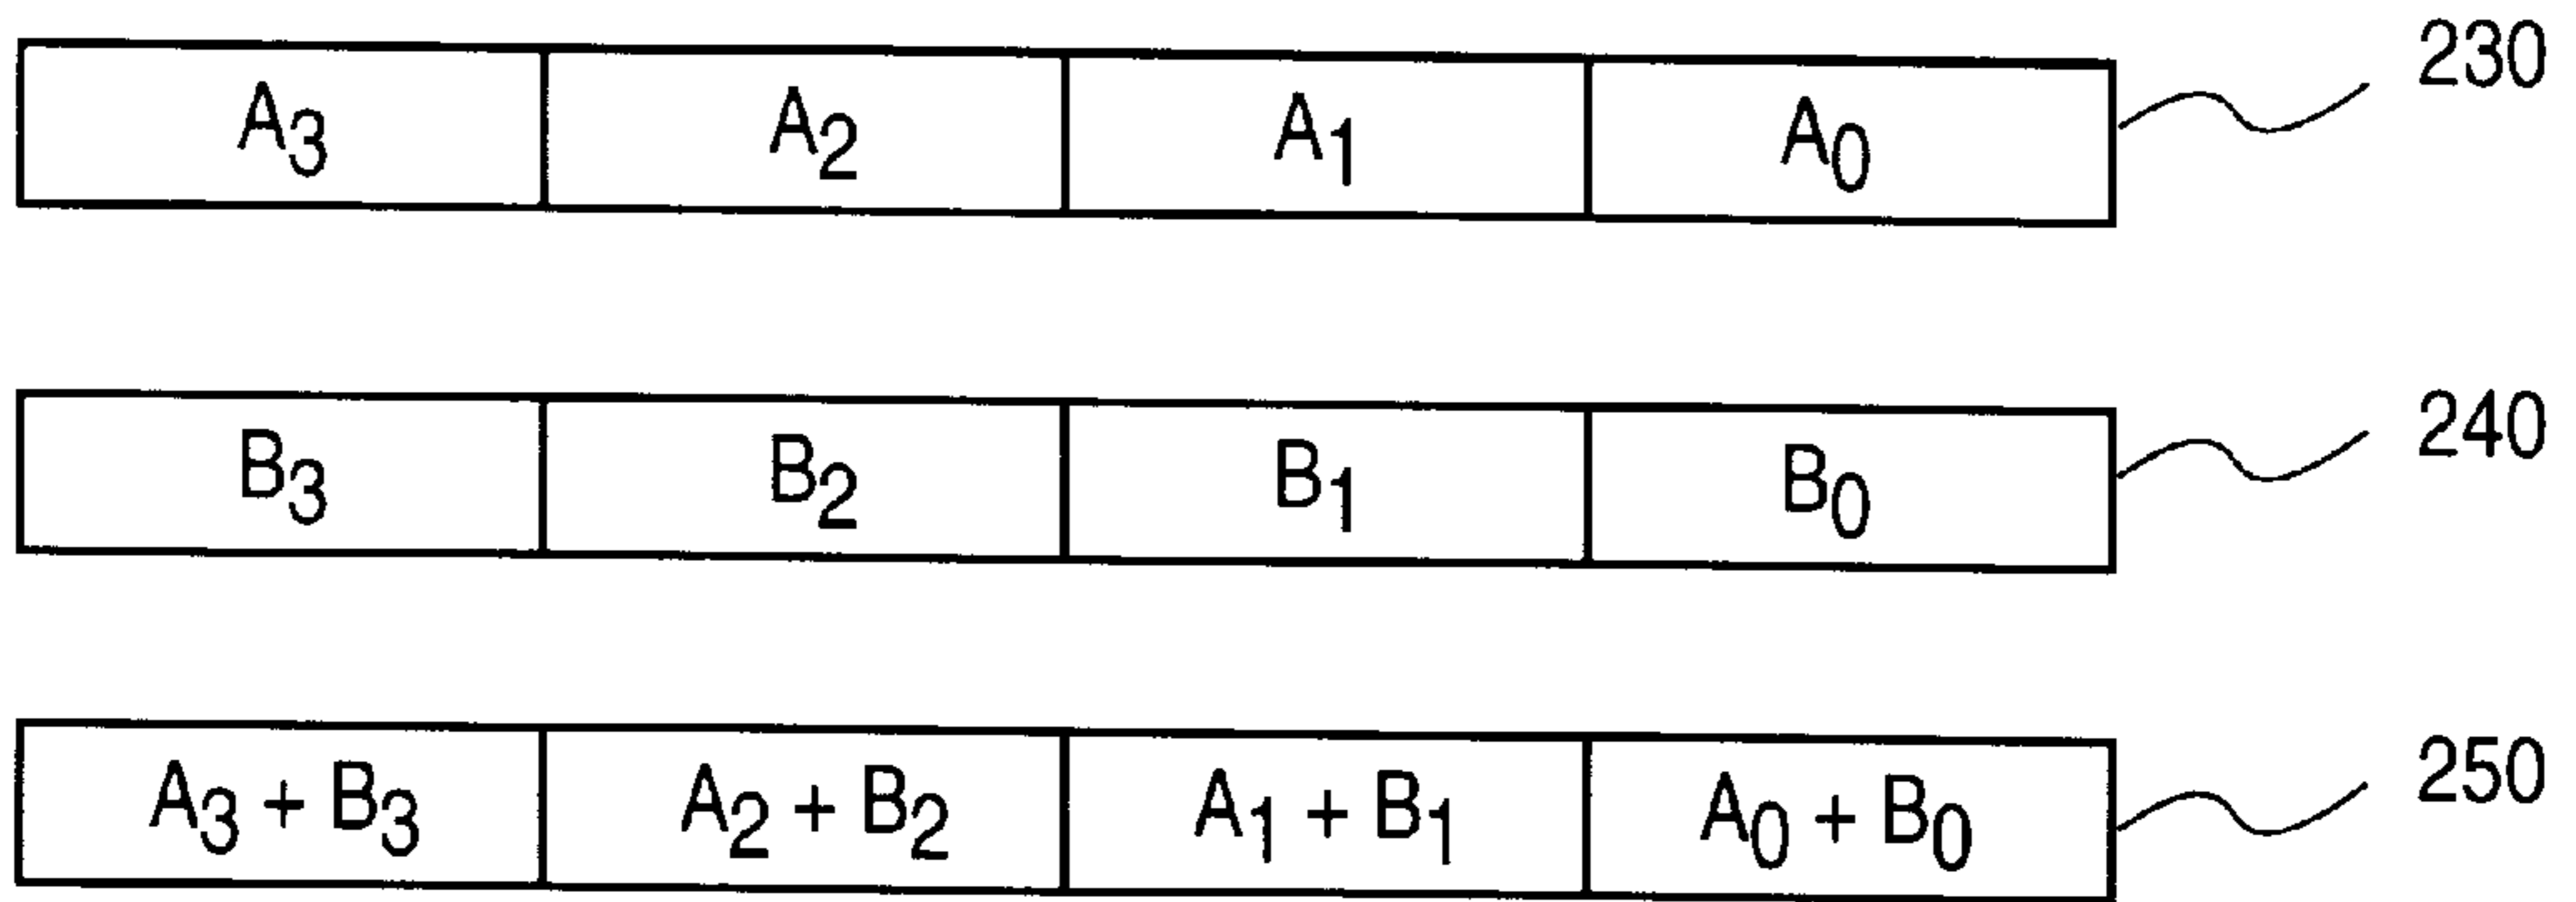 A₃ A₂ A₁ A₀ 230
B₃ B₂ B₁ B₀ 240
A₃ + B₃ A₂ + B₂ A₁ + B₁ A₀ + B₀ 250